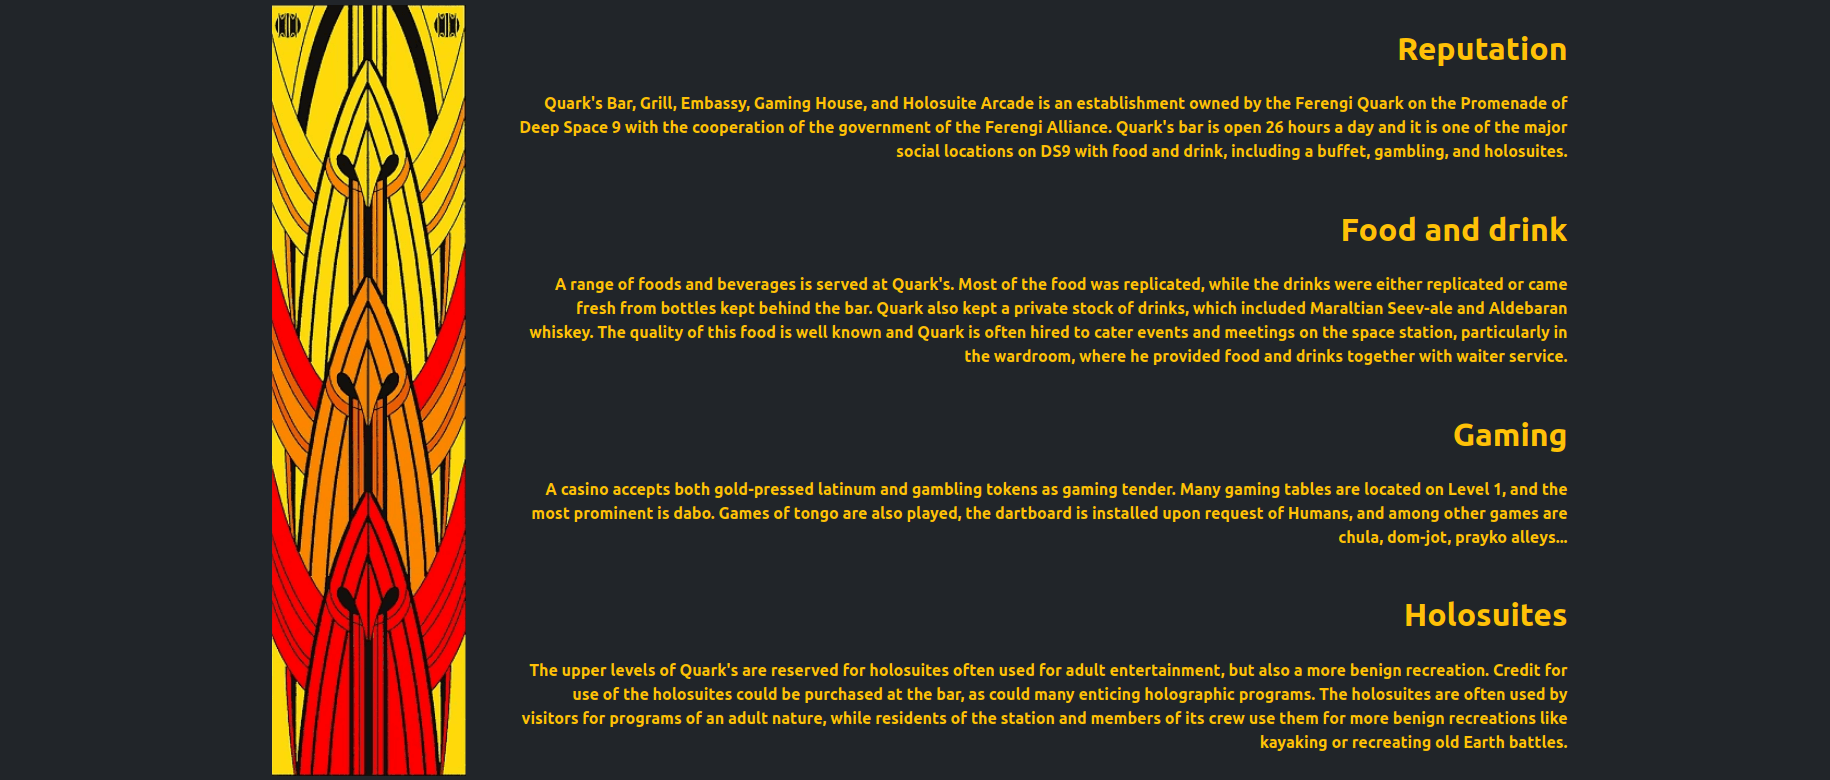 Reputation
Quark's Bar, Grill, Embassy, Gaming House, and Holosuite Arcade is an establishment owned by the Ferengi Quark on the Promenade of
Deep Space 9 with the cooperation of the government of the Ferengi Alliance. Quark's bar is open 26 hours a day and it is one of the major
social locations on DS9 with food and drink, including a buffet, gambling, and holosuites.
Food and drink
A range of foods and beverages is served at Quark's. Most of the food was replicated, while the drinks were either replicated or came
fresh from bottles kept behind the bar. Quark also kept a private stock of drinks, which included Maraltian Seev-ale and Aldebaran
whiskey. The quality of this food is well known and Quark is often hired to cater events and meetings on the space station, particularly in
the wardroom, where he provided food and drinks together with waiter service.
Gaming
A casino accepts both gold-pressed latinum and gambling tokens as gaming tender. Many gaming tables are located on Level 1, and the
most prominent is dabo. Games of tongo are also played, the dartboard is installed upon request of Humans, and among other games are
chula, dom-jot, prayko alleys...
Holosuites
The upper levels of Quark's are reserved for holosuites often used for adult entertainment, but also a more benign recreation. Credit for
use of the holosuites could be purchased at the bar, as could many enticing holographic programs. The holosuites are often used by
visitors for programs of an adult nature, while residents of the station and members of its crew use them for more benign recreations like
kayaking or recreating old Earth battles.